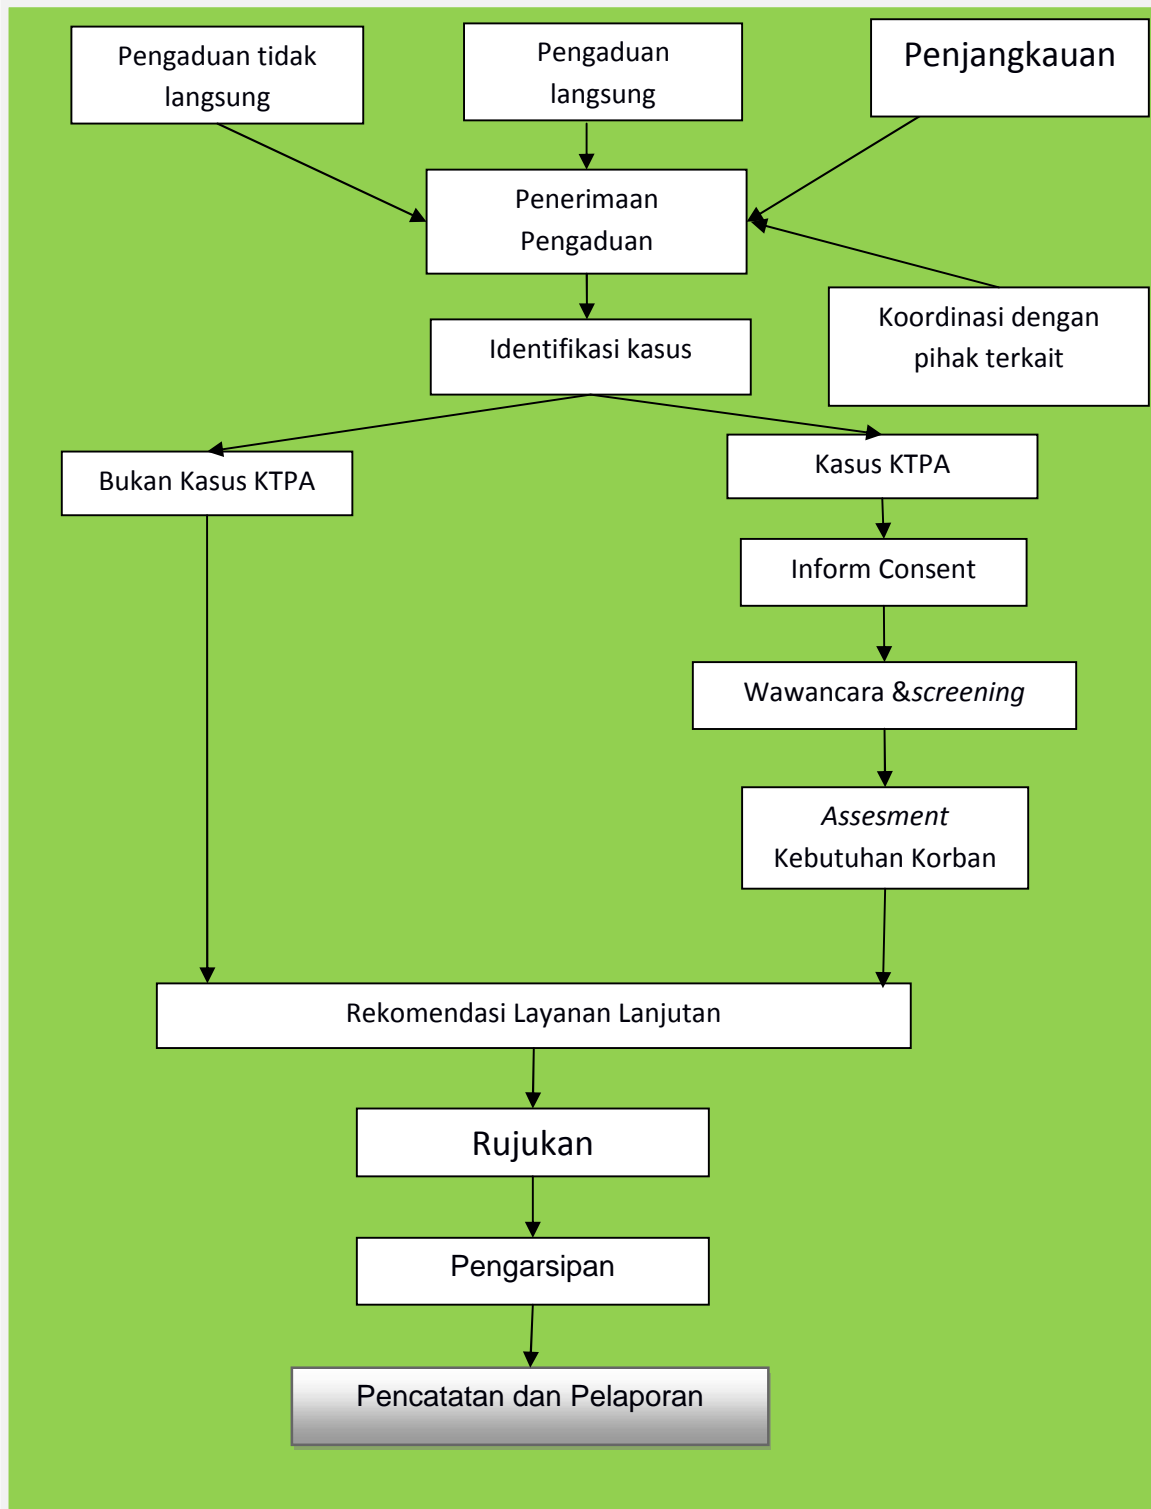 Pengaduan tidak
langsung
Pengaduan
langsung
Penjangkauan
Penerimaan
Pengaduan
Koordinasi dengan
pihak terkait
Identifikasi kasus
Bukan Kasus KTPA
Kasus KTPA
Inform Consent
Wawancara &screening
Assesment
Kebutuhan Korban
Rekomendasi Layanan Lanjutan
Rujukan
Pengarsipan
Pencatatan dan Pelaporan